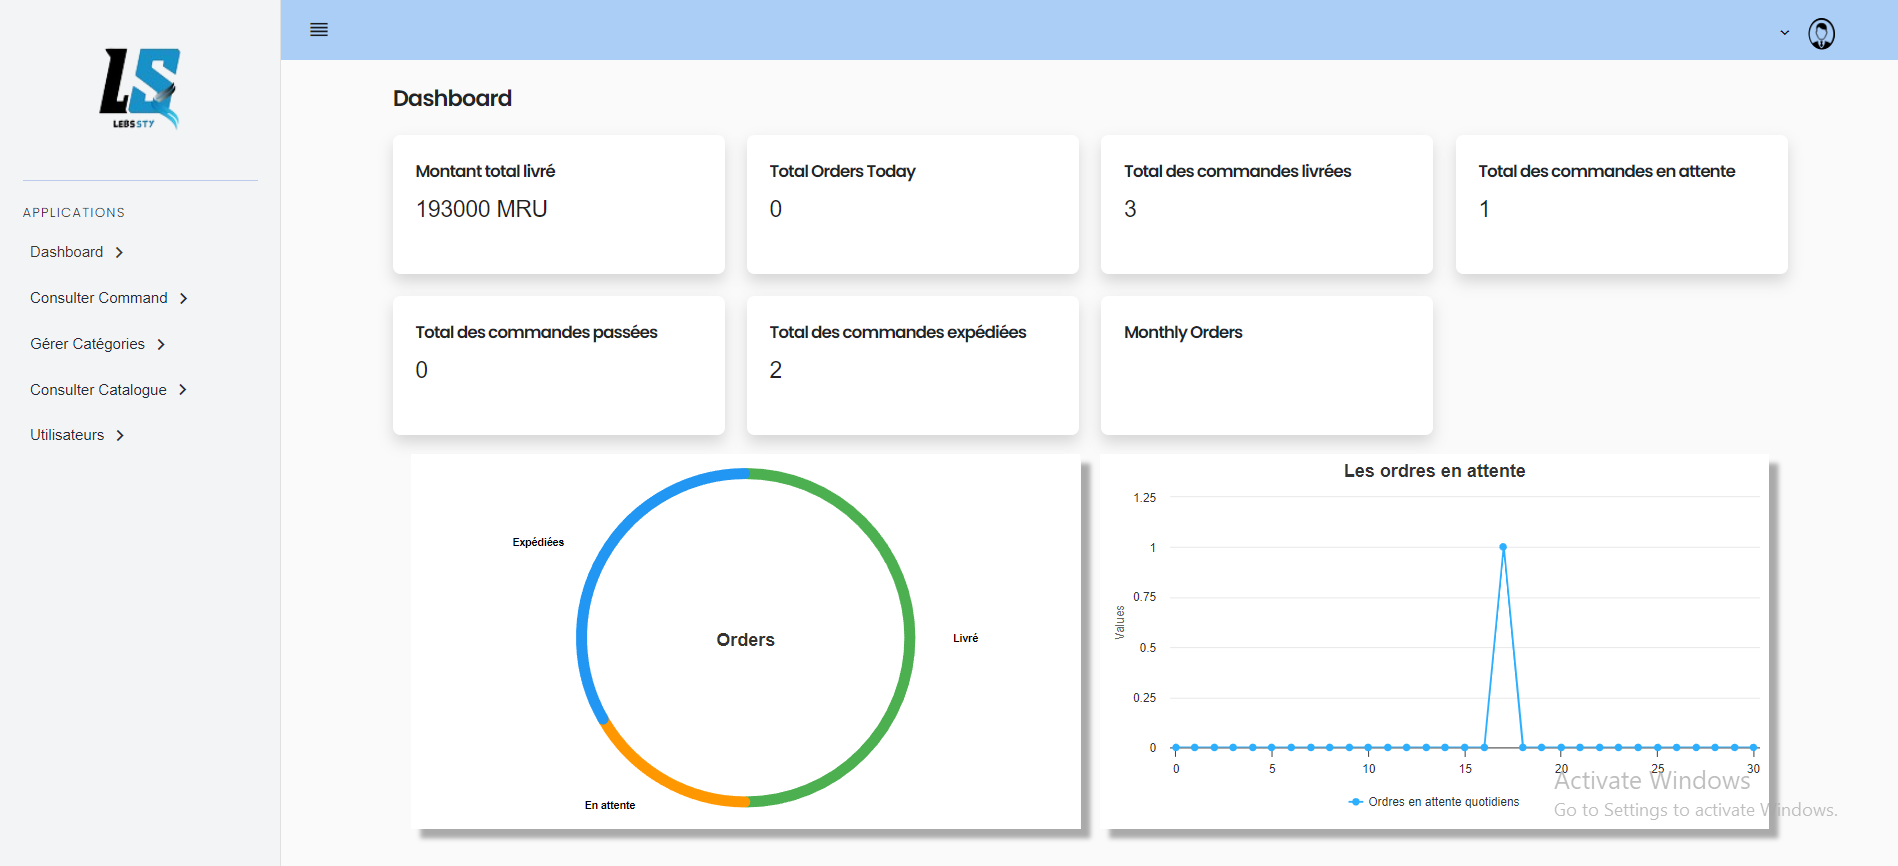 LS
LEBSSTY
APPLICATIONS
Dashboard
Consulter Command
Gérer Catégories
Consulter Catalogue
Utilisateurs
Dashboard
Montant total livré
193000 MRU
Total Orders Today
0
Total des commandes livrées
3
Total des commandes en attente
1
Total des commandes passées
0
Total des commandes expédiées
2
Monthly Orders
Expédiées
Orders
Livré
En attente
Les ordres en attente
1.25
1
0.75
0.5
0.25
0
Values
0 5 10 15 20 25 30
Ordres en attente quotidiens
Activate Windows
Go to Settings to activate Windows.